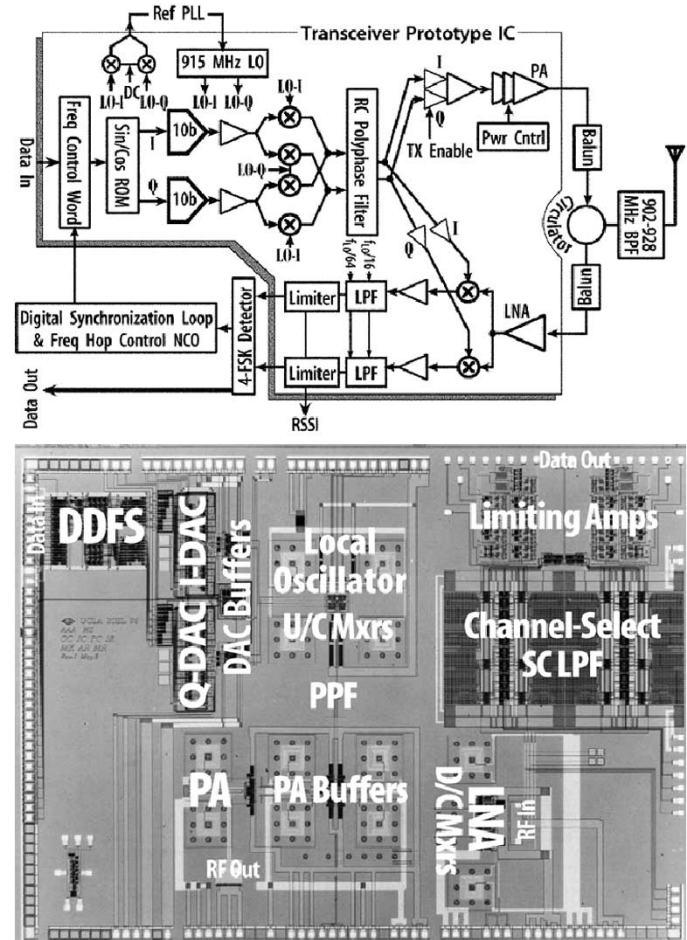 Ref PLL
Transceiver Prototype IC
915 MHz LO
DC
LO-I
LO-Q
LO-I
LO-Q
LO-I
I
PA
Data In
Freq Control Word
Sin/Cos ROM
I
10b
LO-Q
RC Polyphase Filter
Q
TX Enable
Pwr Cntrl
Balun
Q
10b
LO-I
Circulator
902-928
MHz BPF
I
Q
fLO/64
fLO/16
Balun
Digital Synchronization Loop
& Freq Hop Control NCO
4-FSK Detector
Limiter
LPF
LNA
Limiter
LPF
Data Out
RSSI
Data In
DDFS
Q-DAC I-DAC
DAC Buffers
Local
Oscillator
U/C Mxrs
PPF
Data Out
Limiting Amps
Channel-Select
SC LPF
PA
PA Buffers
RF Out
D/C Mxrs
LNA
RF In